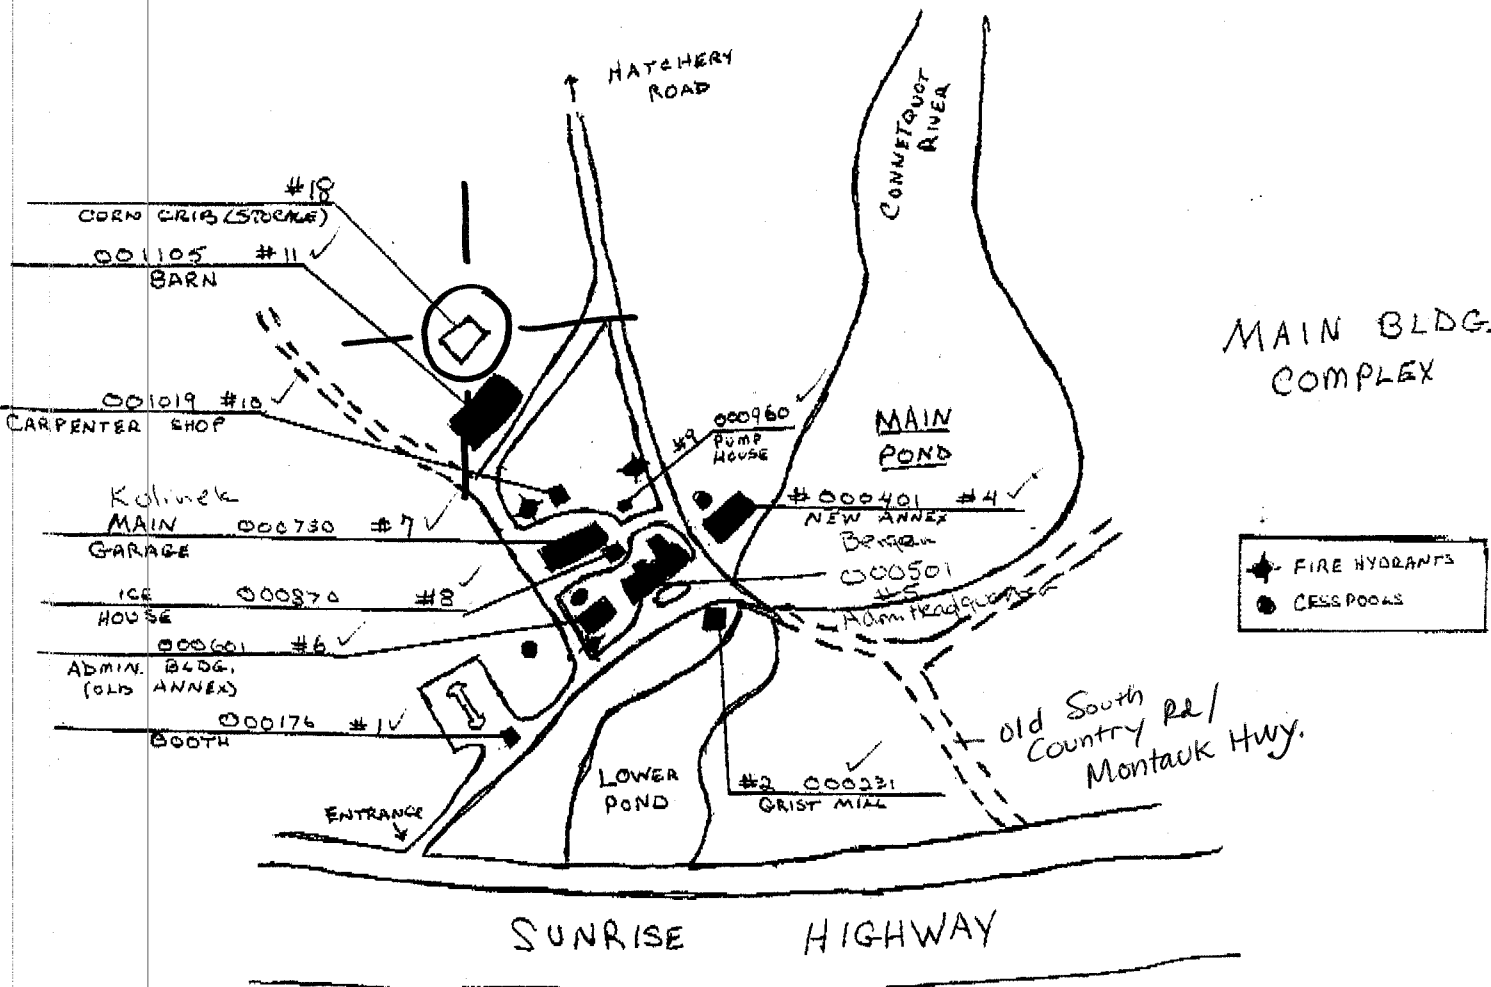 HATCHERY
ROAD
CONNETQUOT
RIVER
#18
CORN CRIB (STORAGE)
001105 #11
BARN
MAIN BLDG.
COMPLEX
001019 #10
CARPENTER SHOP
#9 000960
PUMP
HOUSE
MAIN
POND
Kolinek
MAIN 000730 #7
GARAGE
#000401 #4
NEW ANNEX
Bergen
000501
#5
Adm Headquarters
ICE 000870 #8
HOUSE
FIRE HYDRANTS
CESSPOOLS
000601 #6
ADMIN. BLDG.
(OLD ANNEX)
000176 #1
BOOTH
Old South
Country Rd/
Montauk Hwy.
LOWER
POND
#2 000231
GRIST MILL
ENTRANCE
SUNRISE HIGHWAY